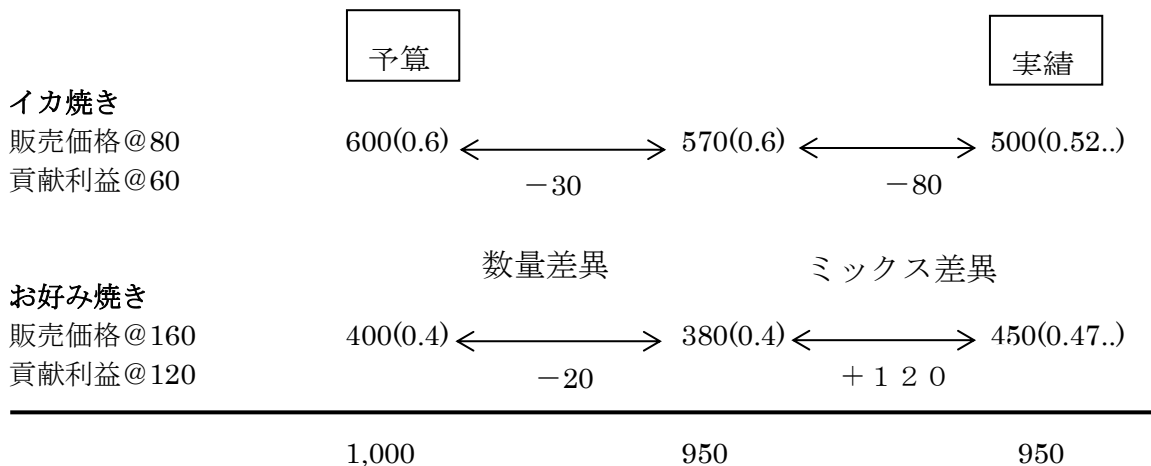 予算 実績
イカ焼き
販売価格＠80 600(0.6) 570(0.6) 500(0.52..)
貢献利益＠60 －30 －80
数量差異 ミックス差異
お好み焼き
販売価格＠160 400(0.4) 380(0.4) 450(0.47..)
貢献利益＠120 －20 ＋１２０
1,000 950 950